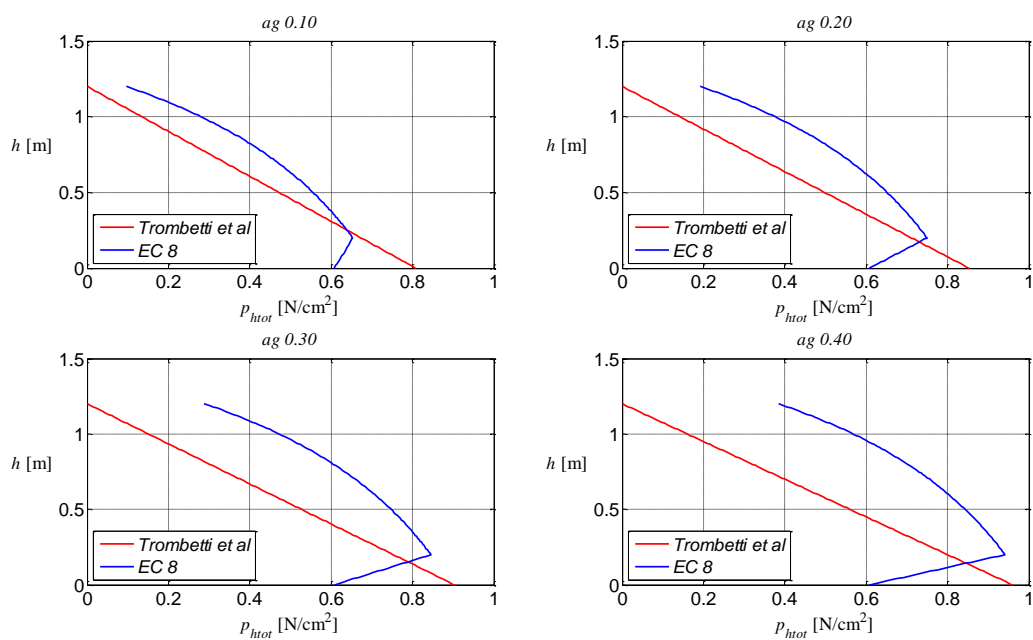 ag 0.10
1.5
1
0.5
0
h [m]
Trombetti et al
EC 8
0 0.2 0.4 0.6 0.8 1
p_htot [N/cm²]
ag 0.20
1.5
1
0.5
0
h [m]
Trombetti et al
EC 8
0 0.2 0.4 0.6 0.8 1
p_htot [N/cm²]
ag 0.30
1.5
1
0.5
0
h [m]
Trombetti et al
EC 8
0 0.2 0.4 0.6 0.8 1
p_htot [N/cm²]
ag 0.40
1.5
1
0.5
0
h [m]
Trombetti et al
EC 8
0 0.2 0.4 0.6 0.8 1
p_htot [N/cm²]